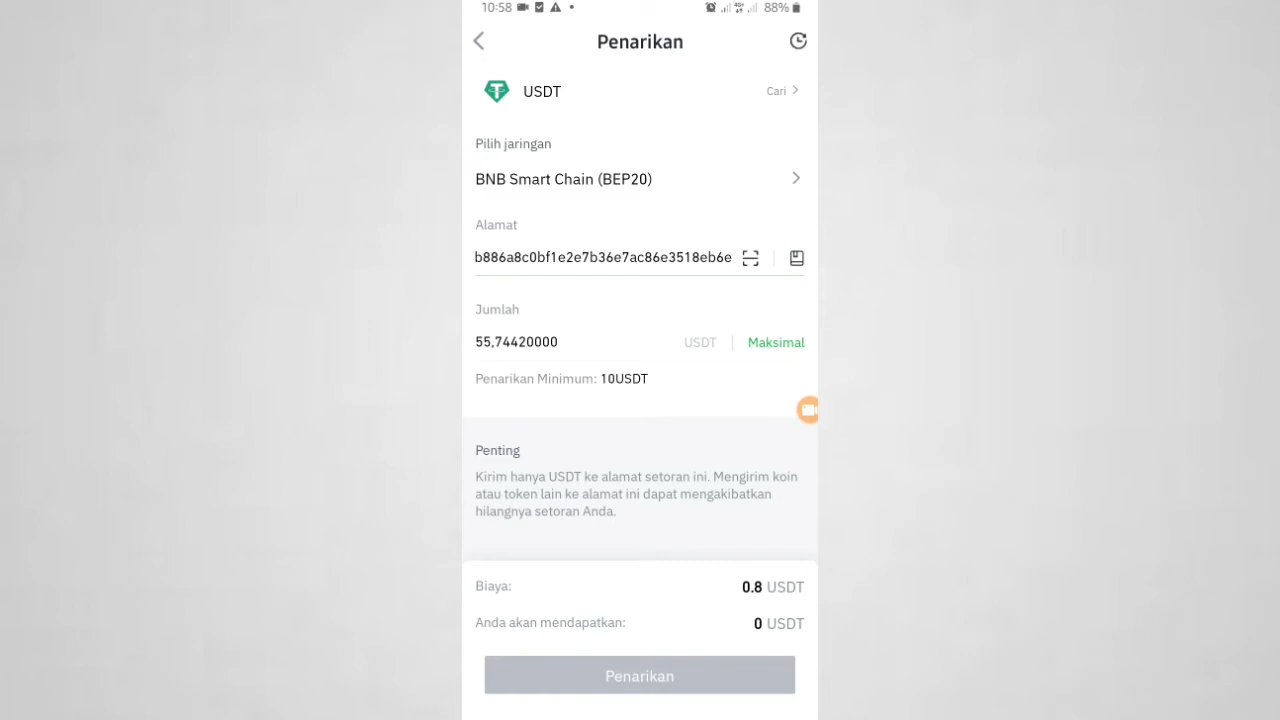 10:58
4G+ 88%
Penarikan
USDT
Cari
Pilih jaringan
BNB Smart Chain (BEP20)
Alamat
b886a8c0bf1e2e7b36e7ac86e3518eb6e
Jumlah
55,74420000 USDT Maksimal
Penarikan Minimum: 10USDT
Penting
Kirim hanya USDT ke alamat setoran ini. Mengirim koin
atau token lain ke alamat ini dapat mengakibatkan
hilangnya setoran Anda.
Biaya: 0.8 USDT
Anda akan mendapatkan: 0 USDT
Penarikan